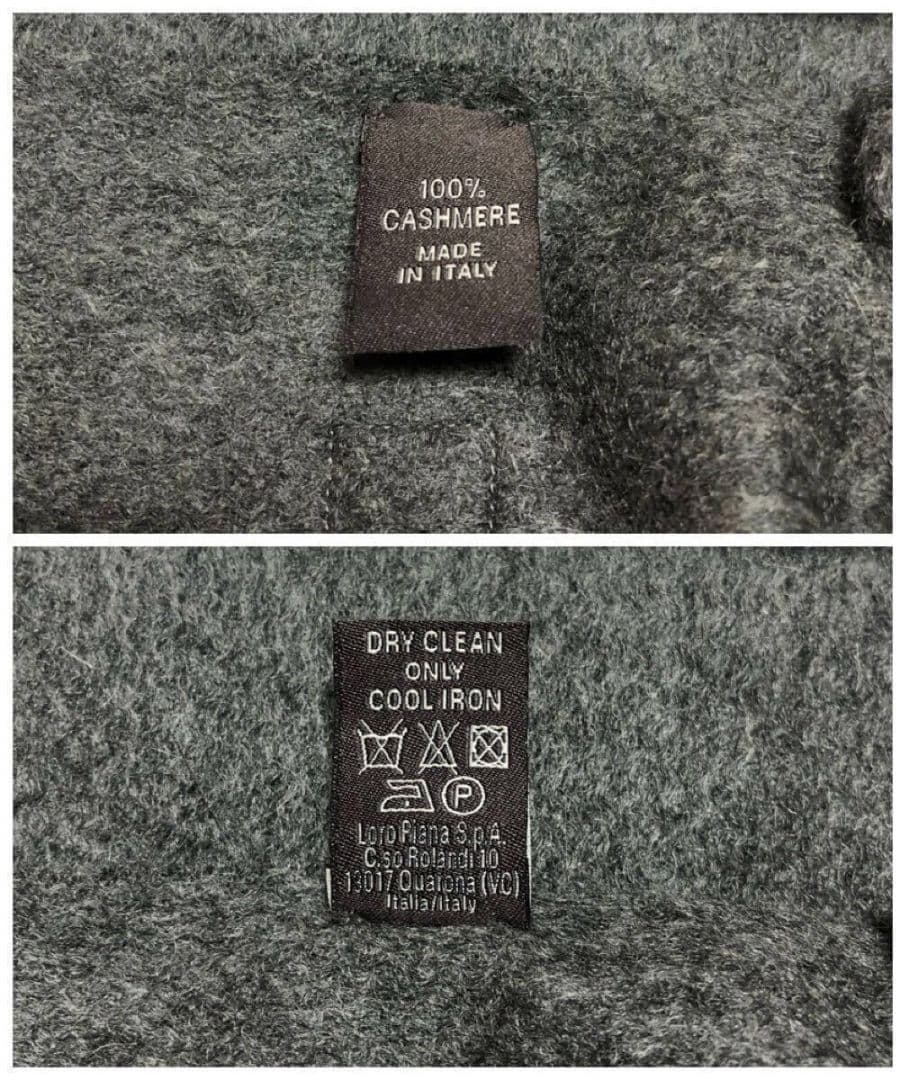 100%
CASHMERE
MADE
IN ITALY
DRY CLEAN
ONLY
COOL IRON
P
Loro Piana S.p.A.
C.so Rolandi 10
13017 Quarona (VC)
Italia/Italy